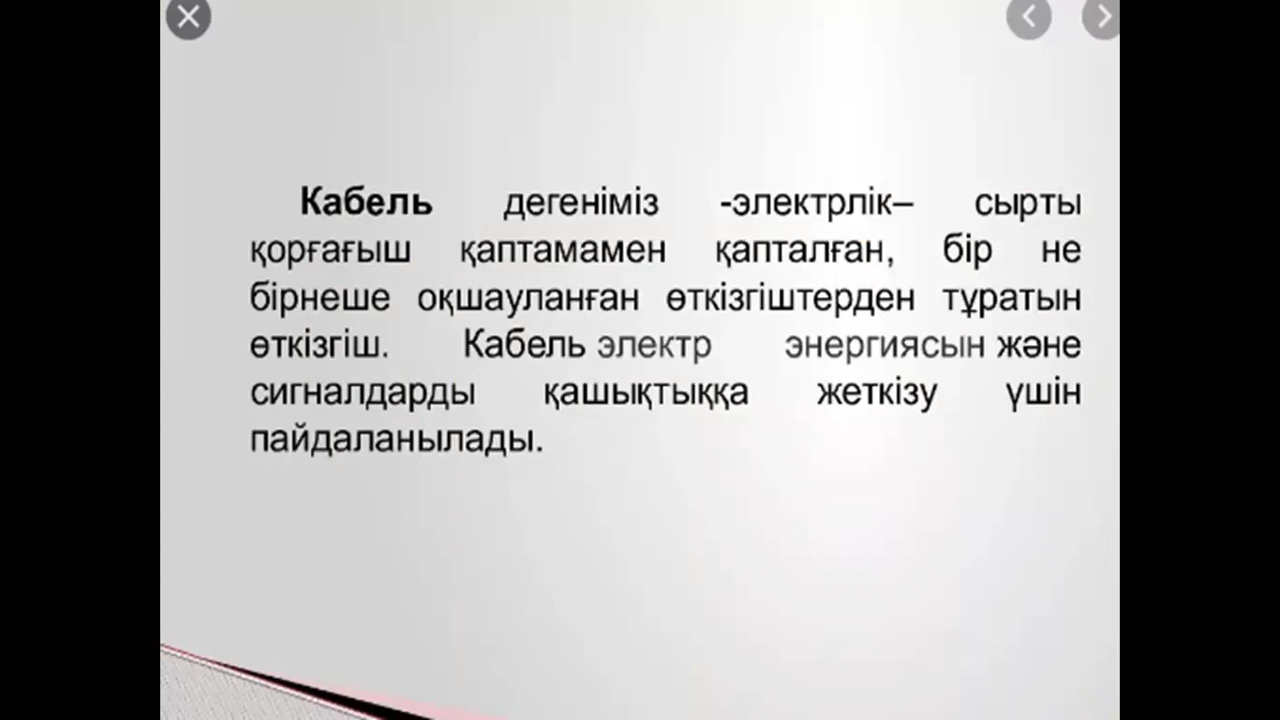 Кабель дегеніміз -электрлік– сырты
қорғағыш қаптамамен қапталған, бір не
бірнеше оқшауланған өткізгіштерден тұратын
өткізгіш. Кабель электр энергиясын және
сигналдарды қашықтыққа жеткізу үшін
пайдаланылады.